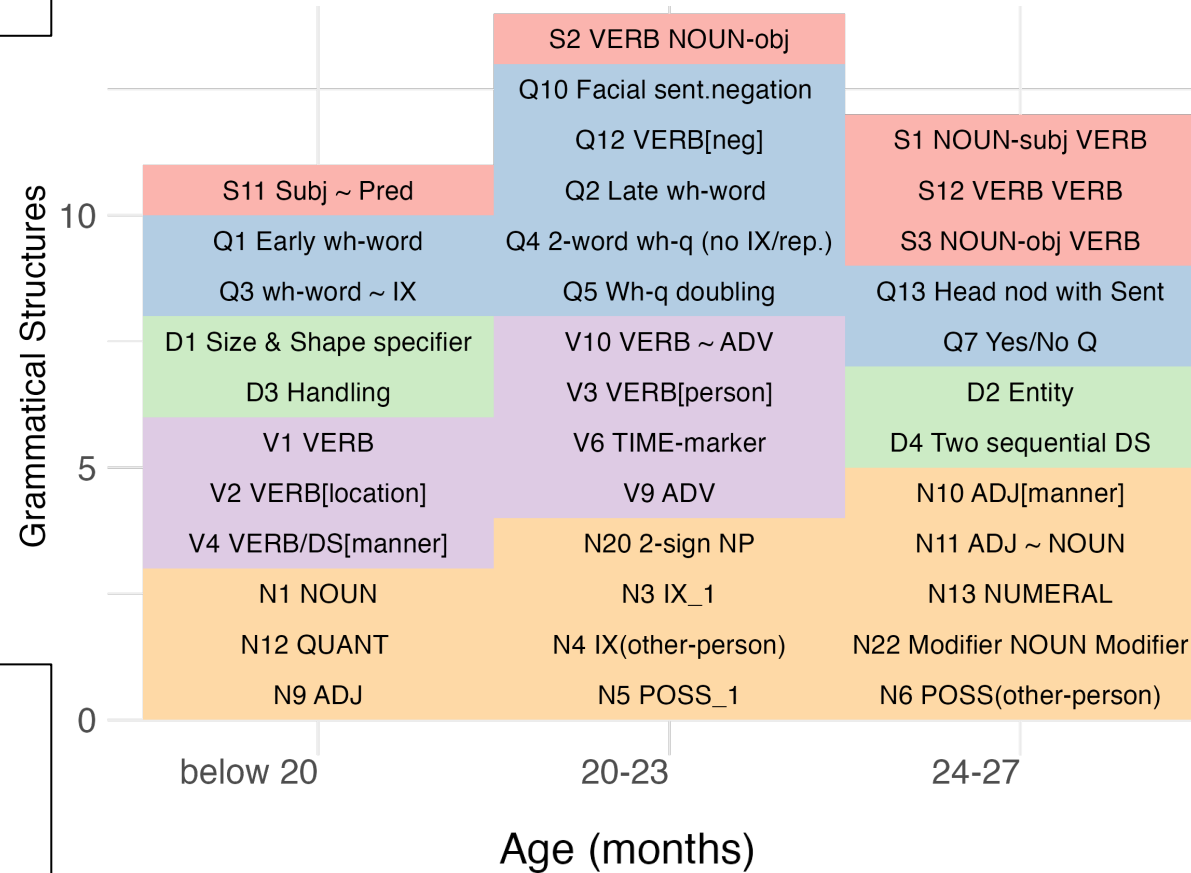 Grammatical Structures
10
5
0
S11 Subj ~ Pred
Q1 Early wh-word
Q3 wh-word ~ IX
D1 Size & Shape specifier
D3 Handling
V1 VERB
V2 VERB[location]
V4 VERB/DS[manner]
N1 NOUN
N12 QUANT
N9 ADJ
S2 VERB NOUN-obj
Q10 Facial sent.negation
Q12 VERB[neg]
Q2 Late wh-word
Q4 2-word wh-q (no IX/rep.)
Q5 Wh-q doubling
V10 VERB ~ ADV
V3 VERB[person]
V6 TIME-marker
V9 ADV
N20 2-sign NP
N3 IX_1
N4 IX(other-person)
N5 POSS_1
S1 NOUN-subj VERB
S12 VERB VERB
S3 NOUN-obj VERB
Q13 Head nod with Sent
Q7 Yes/No Q
D2 Entity
D4 Two sequential DS
N10 ADJ[manner]
N11 ADJ ~ NOUN
N13 NUMERAL
N22 Modifier NOUN Modifier
N6 POSS(other-person)
below 20
20-23
24-27
Age (months)